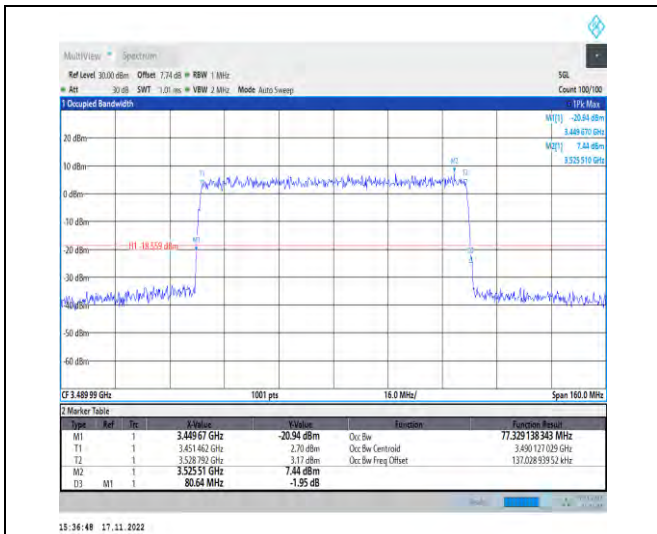 MultiView Spectrum
Ref Level 30.00 dBm Offset 7.74 dB RBW 1 MHz SGL
Att 30 dB SWT 1.01 ms VBW 2 MHz Mode Auto Sweep Count 100/100
1 Occupied Bandwidth 1Pk Max
M1[1] -20.94 dBm
3.449 670 GHz
M2[1] 7.44 dBm
3.525 510 GHz
20 dBm
10 dBm
0 dBm
-10 dBm
-20 dBm
-30 dBm
-40 dBm
-50 dBm
-60 dBm
M2
T1
T2
M1
H1 -18.559 dBm
CF 3.489 99 GHz 1001 pts 16.0 MHz/ Span 160.0 MHz
2 Marker Table
Type Ref Trc X-Value Y-Value Function Function Result
M1 1 3.449 67 GHz -20.94 dBm Occ Bw 77.329 138 343 MHz
T1 1 3.451 462 GHz 2.70 dBm Occ Bw Centroid 3.490 127 029 GHz
T2 1 3.528 792 GHz 3.17 dBm Occ Bw Freq Offset 137.028 939 52 kHz
M2 1 3.525 51 GHz 7.44 dBm
D3 M1 1 80.64 MHz -1.95 dB
15:36:48 17.11.2022